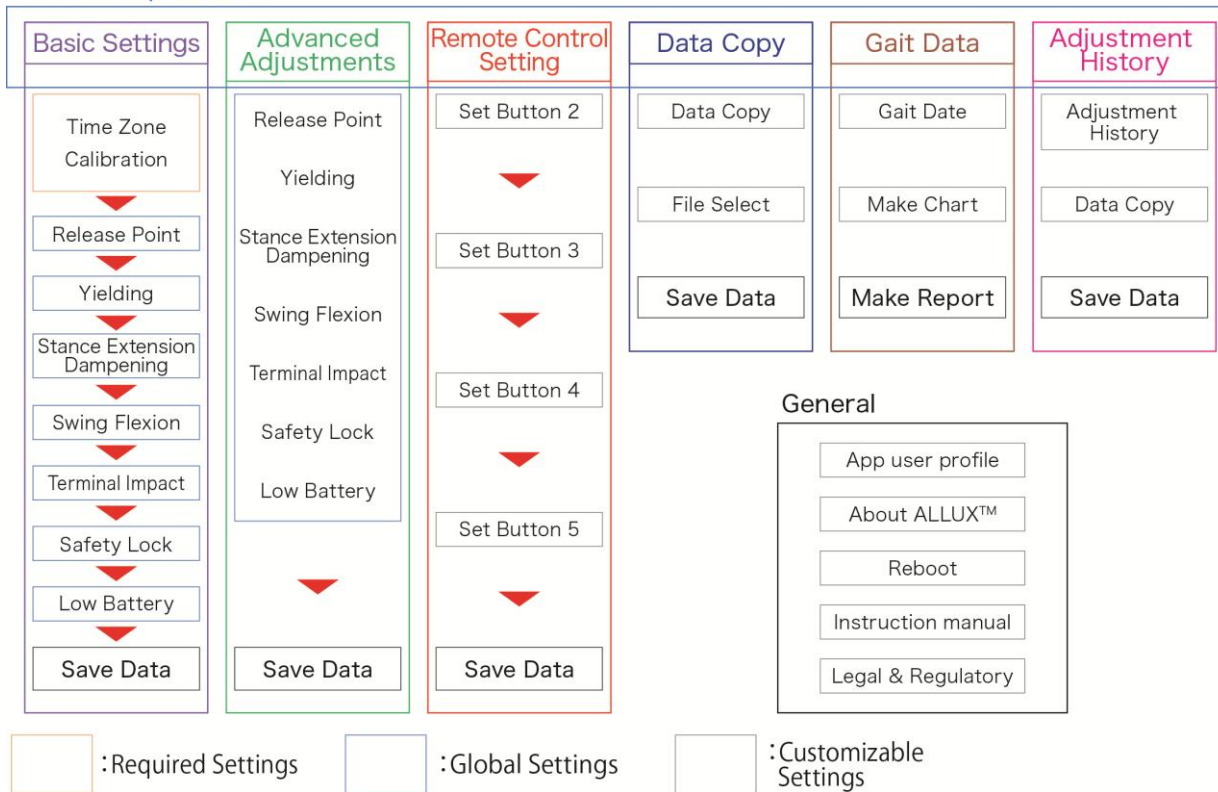 Basic Settings
Advanced
Adjustments
Remote Control
Setting
Data Copy
Gait Data
Adjustment
History
Time Zone
Calibration
Release Point
Yielding
Stance Extension
Dampening
Swing Flexion
Terminal Impact
Safety Lock
Low Battery
Save Data
Release Point
Yielding
Stance Extension
Dampening
Swing Flexion
Terminal Impact
Safety Lock
Low Battery
Save Data
Set Button 2
Set Button 3
Set Button 4
Set Button 5
Save Data
Data Copy
File Select
Save Data
Gait Date
Make Chart
Make Report
Adjustment
History
Data Copy
Save Data
General
App user profile
About ALLUX™
Reboot
Instruction manual
Legal & Regulatory
:Required Settings
:Global Settings
:Customizable
Settings